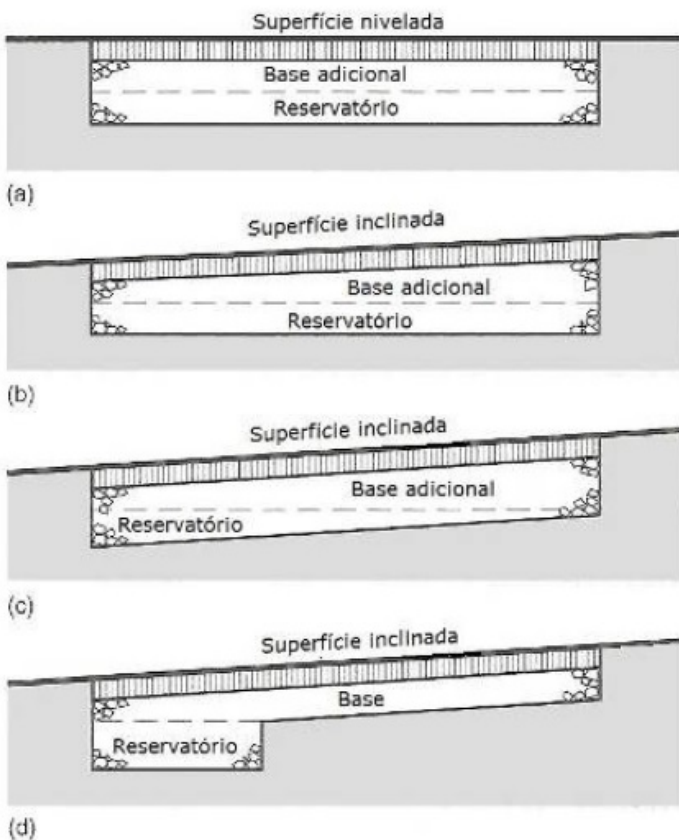 Superfície nivelada
Base adicional
Reservatório
(a)
Superfície inclinada
Base adicional
Reservatório
(b)
Superfície inclinada
Base adicional
Reservatório
(c)
Superfície inclinada
Base
Reservatório
(d)